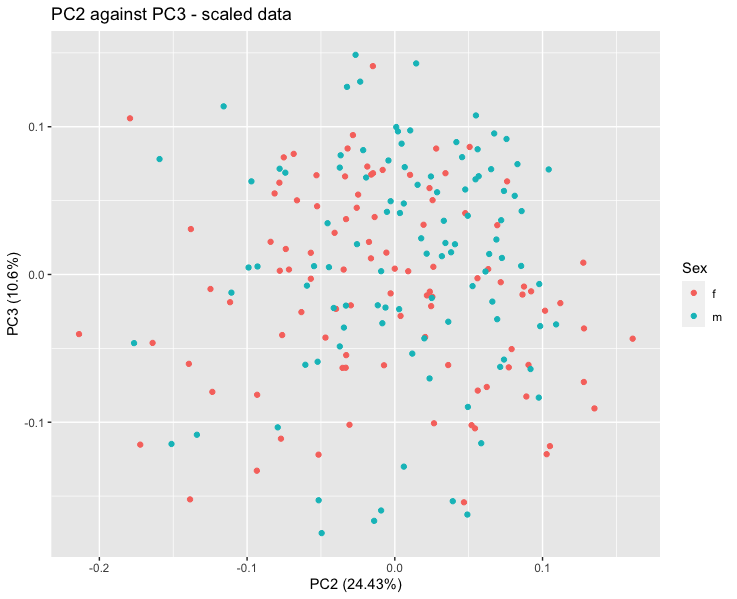 PC2 against PC3 - scaled data
0.1
0.0
-0.1
PC3 (10.6%)
-0.2
-0.1
0.0
0.1
PC2 (24.43%)
Sex
f
m